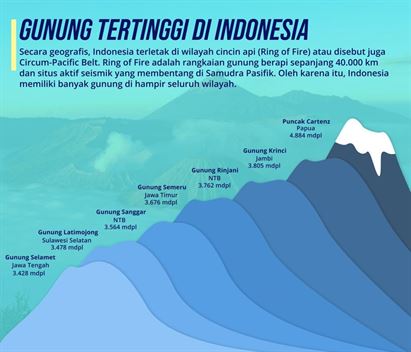 GUNUNG TERTINGGI DI INDONESIA
Secara geografis, Indonesia terletak di wilayah cincin api (Ring of Fire) atau disebut juga
Circum-Pacific Belt. Ring of Fire adalah rangkaian gunung berapi sepanjang 40.000 km
dan situs aktif seismik yang membentang di Samudra Pasifik. Oleh karena itu, Indonesia
memiliki banyak gunung di hampir seluruh wilayah.
Puncak Cartenz
Papua
4.884 mdpl
Gunung Krinci
Jambi
3.805 mdpl
Gunung Rinjani
NTB
3.762 mdpl
Gunung Semeru
Jawa Timur
3.676 mdpl
Gunung Sanggar
NTB
3.564 mdpl
Gunung Latimojong
Sulawesi Selatan
3.478 mdpl
Gunung Selamet
Jawa Tengah
3.428 mdpl